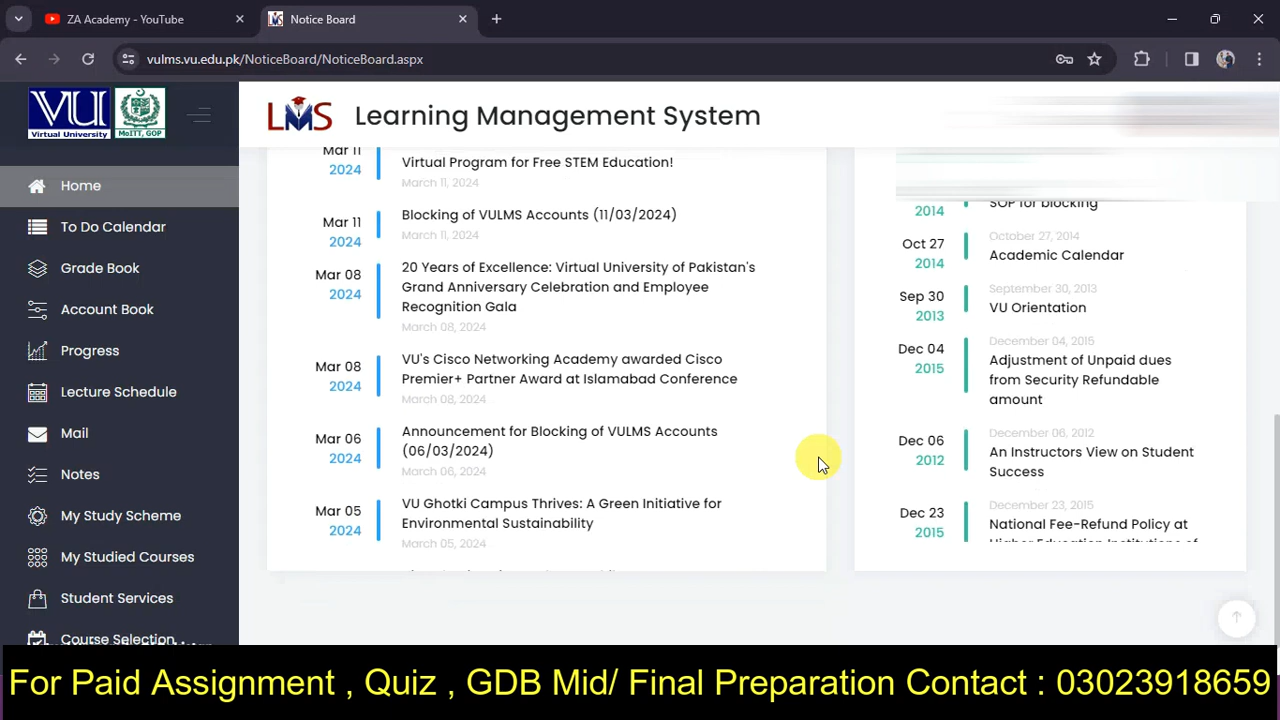 ZA Academy - YouTube
Notice Board
vulms.vu.edu.pk/NoticeBoard/NoticeBoard.aspx
VU
Virtual University
MoITT, GOP
LMS
Learning Management System
Home
To Do Calendar
Grade Book
Account Book
Progress
Lecture Schedule
Mail
Notes
My Study Scheme
My Studied Courses
Student Services
Course Selection
Mar 11
2024
Virtual Program for Free STEM Education!
March 11, 2024
Mar 11
2024
Blocking of VULMS Accounts (11/03/2024)
March 11, 2024
Mar 08
2024
20 Years of Excellence: Virtual University of Pakistan's
Grand Anniversary Celebration and Employee
Recognition Gala
March 08, 2024
Mar 08
2024
VU's Cisco Networking Academy awarded Cisco
Premier+ Partner Award at Islamabad Conference
March 08, 2024
Mar 06
2024
Announcement for Blocking of VULMS Accounts
(06/03/2024)
March 06, 2024
Mar 05
2024
VU Ghotki Campus Thrives: A Green Initiative for
Environmental Sustainability
March 05, 2024
2014
SOP for blocking
Oct 27
2014
October 27, 2014
Academic Calendar
Sep 30
2013
September 30, 2013
VU Orientation
Dec 04
2015
December 04, 2015
Adjustment of Unpaid dues
from Security Refundable
amount
Dec 06
2012
December 06, 2012
An Instructors View on Student
Success
Dec 23
2015
December 23, 2015
National Fee-Refund Policy at
Higher Education Institutions of
For Paid Assignment , Quiz , GDB Mid/ Final Preparation Contact : 03023918659